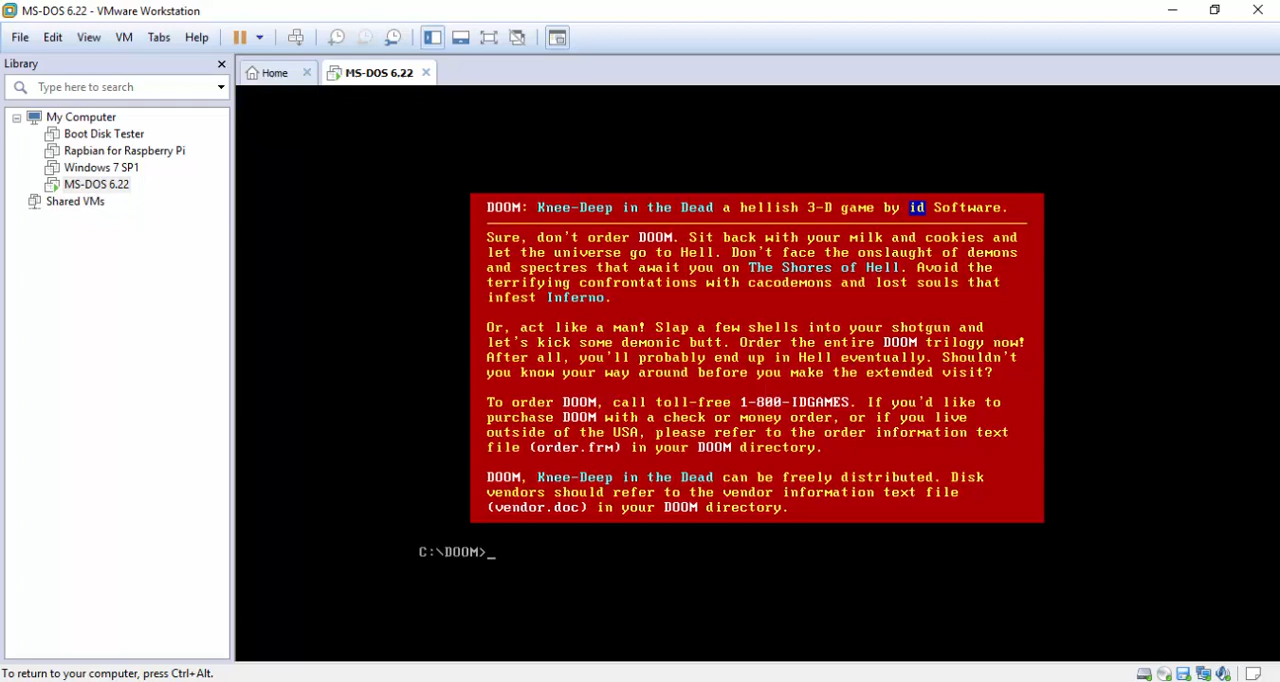 MS-DOS 6.22 - VMware Workstation
File Edit View VM Tabs Help
Library
Home
MS-DOS 6.22
Type here to search
My Computer
Boot Disk Tester
Rapbian for Raspberry Pi
Windows 7 SP1
MS-DOS 6.22
Shared VMs
DOOM: Knee-Deep in the Dead a hellish 3-D game by id Software.
Sure, don't order DOOM. Sit back with your milk and cookies and
let the universe go to Hell. Don't face the onslaught of demons
and spectres that await you on The Shores of Hell. Avoid the
terrifying confrontations with cacodemons and lost souls that
infest Inferno.
Or, act like a man! Slap a few shells into your shotgun and
let's kick some demonic butt. Order the entire DOOM trilogy now!
After all, you'll probably end up in Hell eventually. Shouldn't
you know your way around before you make the extended visit?
To order DOOM, call toll-free 1-800-IDGAMES. If you'd like to
purchase DOOM with a check or money order, or if you live
outside of the USA, please refer to the order information text
file (order.frm) in your DOOM directory.
DOOM, Knee-Deep in the Dead can be freely distributed. Disk
vendors should refer to the vendor information text file
(vendor.doc) in your DOOM directory.
C:\DOOM>_
To return to your computer, press Ctrl+Alt.